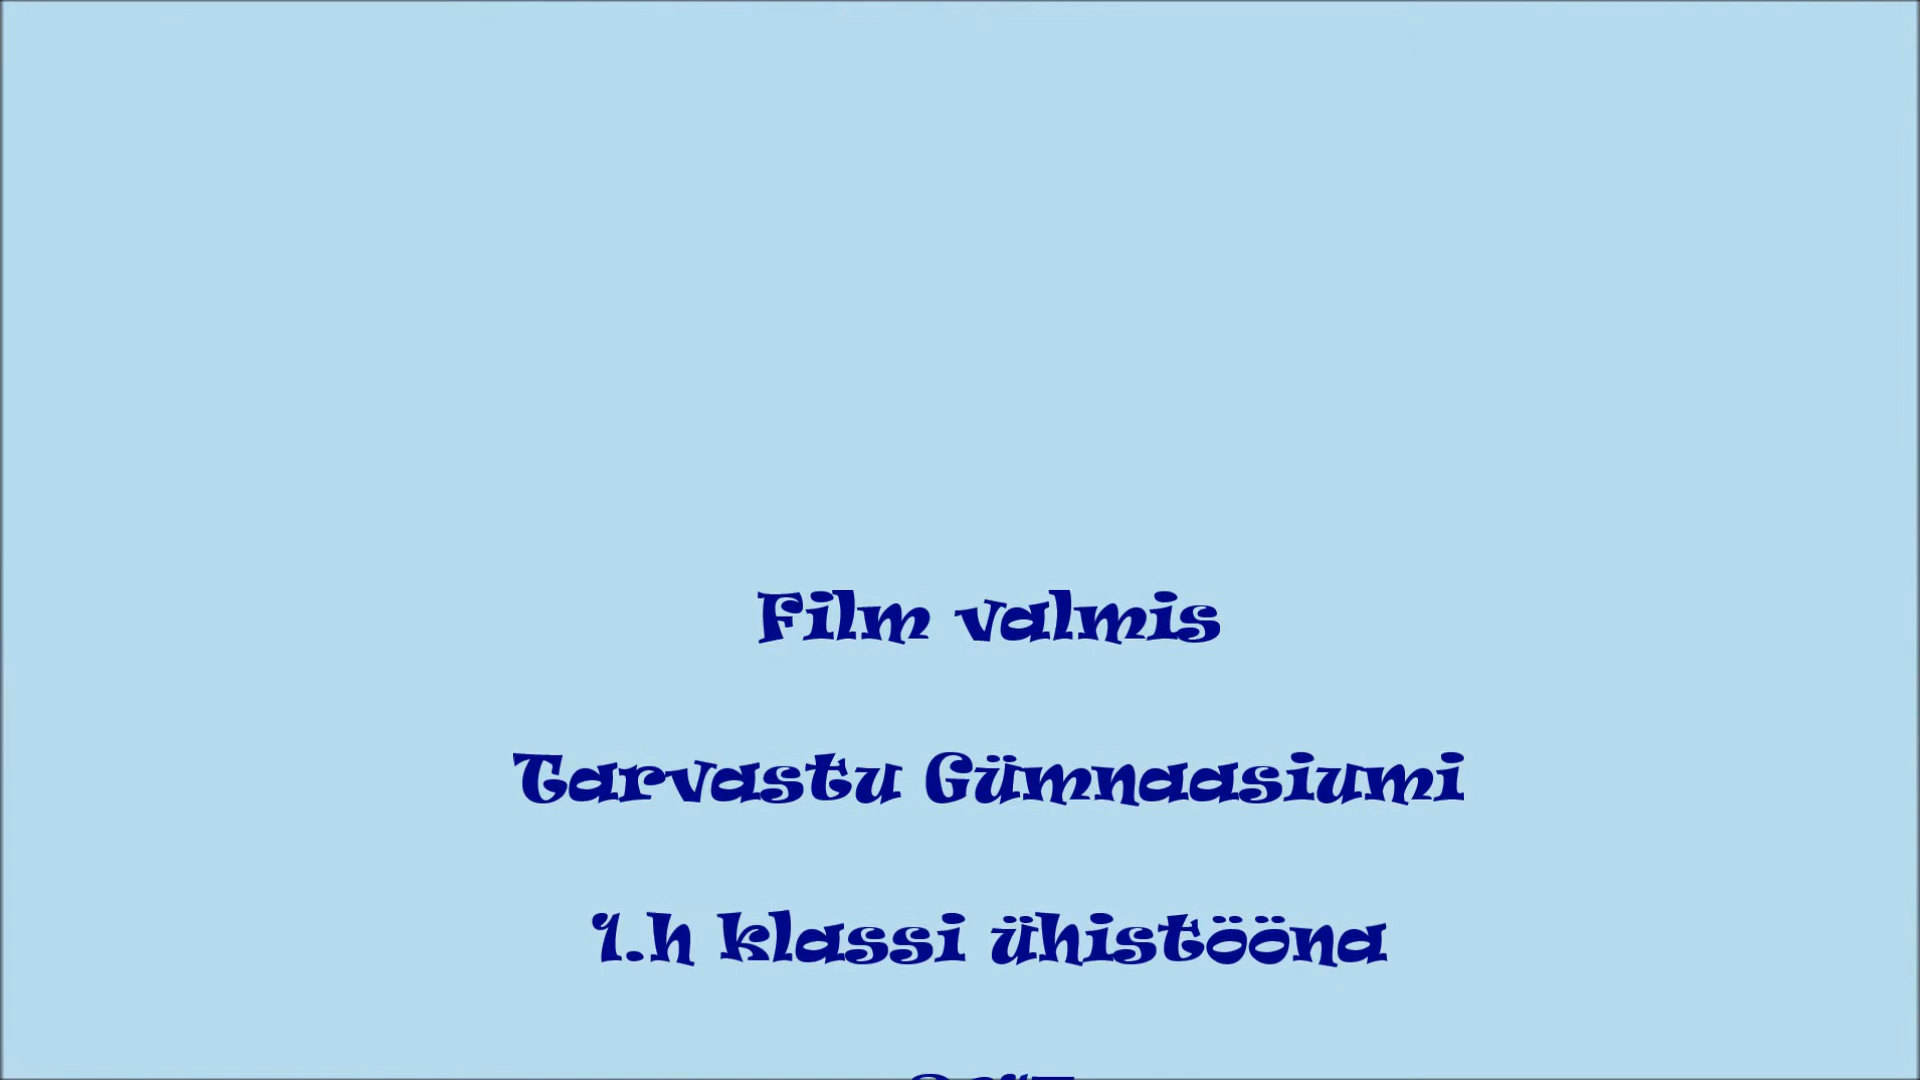 Film valmis
Tarvastu Gümnaasiumi
1.h klassi ühistööna